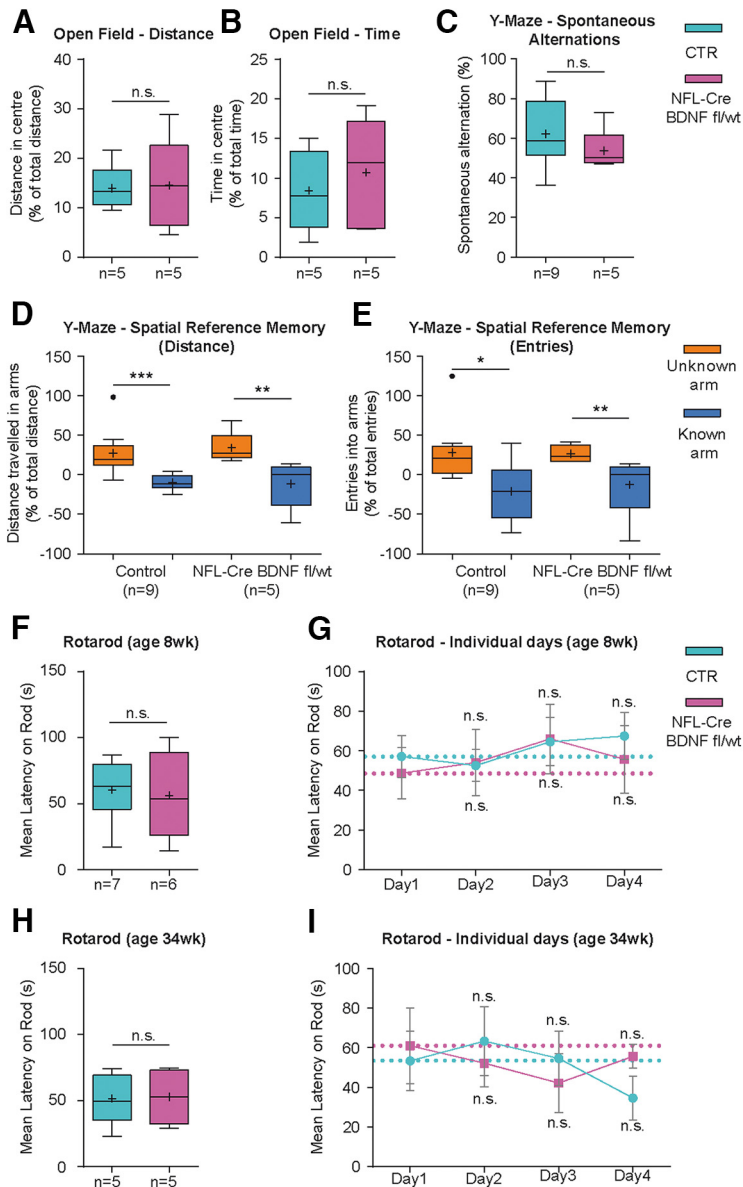 A
Open Field - Distance
Distance in centre
(% of total distance)
40
30
20
10
0
n.s.
n=5
n=5
B
Open Field - Time
Time in centre
(% of total time)
25
20
15
10
5
0
n.s.
n=5
n=5
C
Y-Maze - Spontaneous
Alternations
Spontaneous alternation (%)
100
80
60
40
20
0
n.s.
n=9
n=5
CTR
NFL-Cre
BDNF fl/wt
D
Y-Maze - Spatial Reference Memory
(Distance)
Distance travelled in arms
(% of total distance)
150
100
50
0
-50
-100
***
**
Control
(n=9)
NFL-Cre BDNF fl/wt
(n=5)
E
Y-Maze - Spatial Reference Memory
(Entries)
Entries into arms
(% of total entries)
150
100
50
0
-50
-100
*
**
Control
(n=9)
NFL-Cre BDNF fl/wt
(n=5)
Unknown
arm
Known
arm
F
Rotarod (age 8wk)
Mean Latency on Rod (s)
150
100
50
0
n.s.
n=7
n=6
G
Rotarod - Individual days (age 8wk)
Mean Latency on Rod (s)
100
80
60
40
20
0
n.s.
n.s.
n.s.
n.s.
n.s.
n.s.
Day1
Day2
Day3
Day4
CTR
NFL-Cre
BDNF fl/wt
H
Rotarod (age 34wk)
Mean Latency on Rod (s)
150
100
50
0
n.s.
n=5
n=5
I
Rotarod - Individual days (age 34wk)
Mean Latency on Rod (s)
100
80
60
40
20
0
n.s.
n.s.
n.s.
n.s.
n.s.
n.s.
Day1
Day2
Day3
Day4